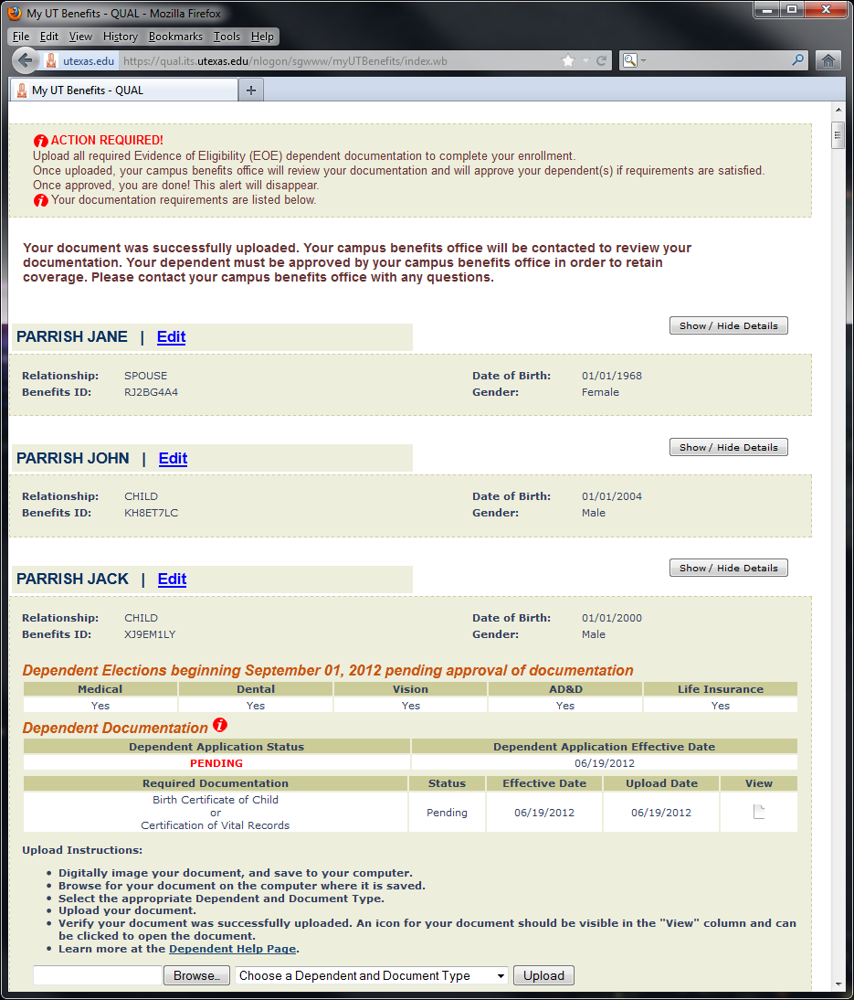 My UT Benefits - QUAL - Mozilla Firefox
File Edit View History Bookmarks Tools Help
utexas.edu https://qual.its.utexas.edu/nlogon/sgwww/myUTBenefits/index.wb
My UT Benefits - QUAL
ACTION REQUIRED!
Upload all required Evidence of Eligibility (EOE) dependent documentation to complete your enrollment.
Once uploaded, your campus benefits office will review your documentation and will approve your dependent(s) if requirements are satisfied.
Once approved, you are done! This alert will disappear.
Your documentation requirements are listed below.
Your document was successfully uploaded. Your campus benefits office will be contacted to review your
documentation. Your dependent must be approved by your campus benefits office in order to retain
coverage. Please contact your campus benefits office with any questions.
PARRISH JANE | Edit Show / Hide Details
Relationship: SPOUSE Date of Birth: 01/01/1968
Benefits ID: RJ2BG4A4 Gender: Female
PARRISH JOHN | Edit Show / Hide Details
Relationship: CHILD Date of Birth: 01/01/2004
Benefits ID: KH8ET7LC Gender: Male
PARRISH JACK | Edit Show / Hide Details
Relationship: CHILD Date of Birth: 01/01/2000
Benefits ID: XJ9EM1LY Gender: Male
Dependent Elections beginning September 01, 2012 pending approval of documentation
Medical Dental Vision AD&D Life Insurance
Yes Yes Yes Yes Yes
Dependent Documentation
Dependent Application Status Dependent Application Effective Date
PENDING 06/19/2012
Required Documentation Status Effective Date Upload Date View
Birth Certificate of Child
or
Certification of Vital Records
Pending 06/19/2012 06/19/2012
Upload Instructions:
• Digitally image your document, and save to your computer.
• Browse for your document on the computer where it is saved.
• Select the appropriate Dependent and Document Type.
• Upload your document.
• Verify your document was successfully uploaded. An icon for your document should be visible in the "View" column and can
be clicked to open the document.
• Learn more at the Dependent Help Page.
Browse... Choose a Dependent and Document Type Upload